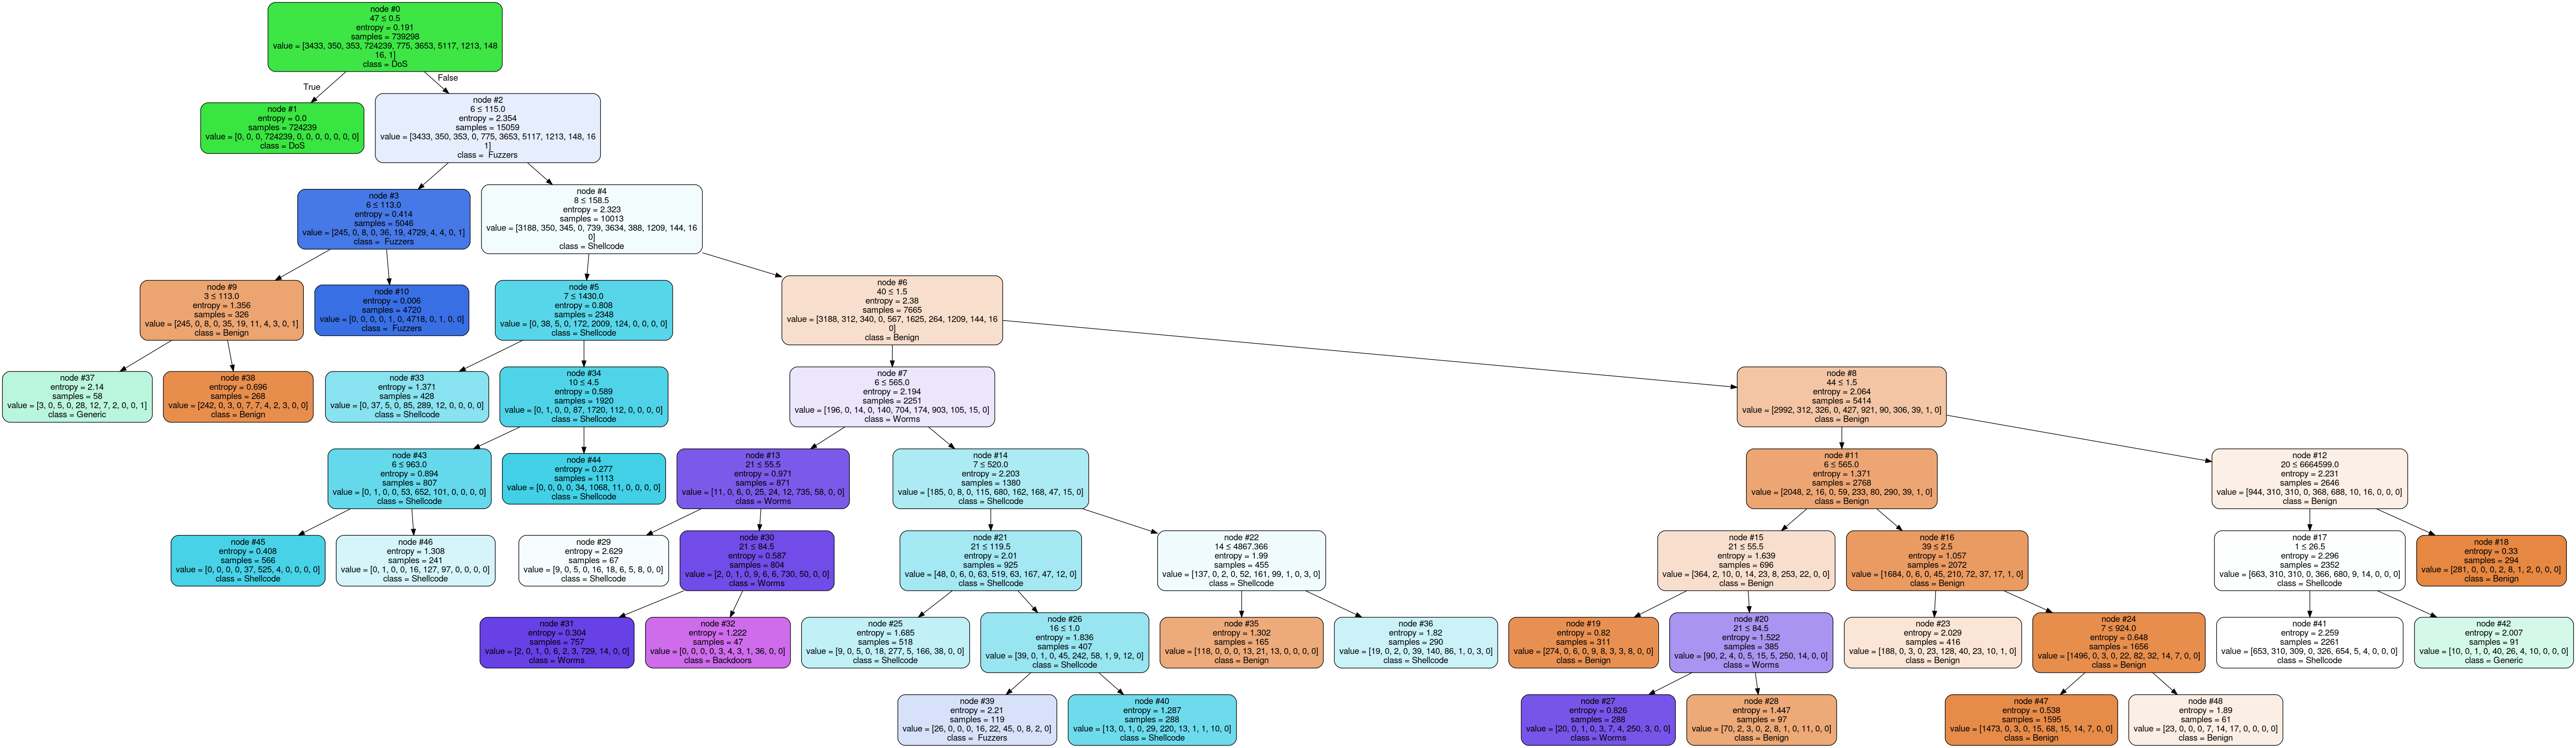 node #0
47 ≤ 0.5
entropy = 0.191
samples = 739298
value = [3433, 350, 353, 724239, 775, 3653, 5117, 1213, 148
16, 1]
class = DoS
True
False
node #1
entropy = 0.0
samples = 724239
value = [0, 0, 0, 724239, 0, 0, 0, 0, 0, 0, 0]
class = DoS
node #2
6 ≤ 115.0
entropy = 2.354
samples = 15059
value = [3433, 350, 353, 0, 775, 3653, 5117, 1213, 148, 16
1]
class =  Fuzzers
node #3
6 ≤ 113.0
entropy = 0.414
samples = 5046
value = [245, 0, 8, 0, 36, 19, 4729, 4, 4, 0, 1]
class =  Fuzzers
node #4
8 ≤ 158.5
entropy = 2.323
samples = 10013
value = [3188, 350, 345, 0, 739, 3634, 388, 1209, 144, 16
0]
class = Shellcode
node #9
3 ≤ 113.0
entropy = 1.356
samples = 326
value = [245, 0, 8, 0, 35, 19, 11, 4, 3, 0, 1]
class = Benign
node #10
entropy = 0.006
samples = 4720
value = [0, 0, 0, 0, 1, 0, 4718, 0, 1, 0, 0]
class =  Fuzzers
node #5
7 ≤ 1430.0
entropy = 0.808
samples = 2348
value = [0, 38, 5, 0, 172, 2009, 124, 0, 0, 0, 0]
class = Shellcode
node #6
40 ≤ 1.5
entropy = 2.38
samples = 7665
value = [3188, 312, 340, 0, 567, 1625, 264, 1209, 144, 16
0]
class = Benign
node #37
entropy = 2.14
samples = 58
value = [3, 0, 5, 0, 28, 12, 7, 2, 0, 0, 1]
class = Generic
node #38
entropy = 0.696
samples = 268
value = [242, 0, 3, 0, 7, 7, 4, 2, 3, 0, 0]
class = Benign
node #33
entropy = 1.371
samples = 428
value = [0, 37, 5, 0, 85, 289, 12, 0, 0, 0, 0]
class = Shellcode
node #34
10 ≤ 4.5
entropy = 0.589
samples = 1920
value = [0, 1, 0, 0, 87, 1720, 112, 0, 0, 0, 0]
class = Shellcode
node #7
6 ≤ 565.0
entropy = 2.194
samples = 2251
value = [196, 0, 14, 0, 140, 704, 174, 903, 105, 15, 0]
class = Worms
node #8
44 ≤ 1.5
entropy = 2.064
samples = 5414
value = [2992, 312, 326, 0, 427, 921, 90, 306, 39, 1, 0]
class = Benign
node #43
6 ≤ 963.0
entropy = 0.894
samples = 807
value = [0, 1, 0, 0, 53, 652, 101, 0, 0, 0, 0]
class = Shellcode
node #44
entropy = 0.277
samples = 1113
value = [0, 0, 0, 0, 34, 1068, 11, 0, 0, 0, 0]
class = Shellcode
node #13
21 ≤ 55.5
entropy = 0.971
samples = 871
value = [11, 0, 6, 0, 25, 24, 12, 735, 58, 0, 0]
class = Worms
node #14
7 ≤ 520.0
entropy = 2.203
samples = 1380
value = [185, 0, 8, 0, 115, 680, 162, 168, 47, 15, 0]
class = Shellcode
node #11
6 ≤ 565.0
entropy = 1.371
samples = 2768
value = [2048, 2, 16, 0, 59, 233, 80, 290, 39, 1, 0]
class = Benign
node #12
20 ≤ 6664599.0
entropy = 2.231
samples = 2646
value = [944, 310, 310, 0, 368, 688, 10, 16, 0, 0, 0]
class = Benign
node #45
entropy = 0.408
samples = 566
value = [0, 0, 0, 0, 37, 525, 4, 0, 0, 0, 0]
class = Shellcode
node #46
entropy = 1.308
samples = 241
value = [0, 1, 0, 0, 16, 127, 97, 0, 0, 0, 0]
class = Shellcode
node #29
entropy = 2.629
samples = 67
value = [9, 0, 5, 0, 16, 18, 6, 5, 8, 0, 0]
class = Shellcode
node #30
21 ≤ 84.5
entropy = 0.587
samples = 804
value = [2, 0, 1, 0, 9, 6, 6, 730, 50, 0, 0]
class = Worms
node #21
21 ≤ 119.5
entropy = 2.01
samples = 925
value = [48, 0, 6, 0, 63, 519, 63, 167, 47, 12, 0]
class = Shellcode
node #22
14 ≤ 4867.366
entropy = 1.99
samples = 455
value = [137, 0, 2, 0, 52, 161, 99, 1, 0, 3, 0]
class = Shellcode
node #15
21 ≤ 55.5
entropy = 1.639
samples = 696
value = [364, 2, 10, 0, 14, 23, 8, 253, 22, 0, 0]
class = Benign
node #16
39 ≤ 2.5
entropy = 1.057
samples = 2072
value = [1684, 0, 6, 0, 45, 210, 72, 37, 17, 1, 0]
class = Benign
node #17
1 ≤ 26.5
entropy = 2.296
samples = 2352
value = [663, 310, 310, 0, 366, 680, 9, 14, 0, 0, 0]
class = Shellcode
node #18
entropy = 0.33
samples = 294
value = [281, 0, 0, 0, 2, 8, 1, 2, 0, 0, 0]
class = Benign
node #31
entropy = 0.304
samples = 757
value = [2, 0, 1, 0, 6, 2, 3, 729, 14, 0, 0]
class = Worms
node #32
entropy = 1.222
samples = 47
value = [0, 0, 0, 0, 3, 4, 3, 1, 36, 0, 0]
class = Backdoors
node #25
entropy = 1.685
samples = 518
value = [9, 0, 5, 0, 18, 277, 5, 166, 38, 0, 0]
class = Shellcode
node #26
16 ≤ 1.0
entropy = 1.836
samples = 407
value = [39, 0, 1, 0, 45, 242, 58, 1, 9, 12, 0]
class = Shellcode
node #35
entropy = 1.302
samples = 165
value = [118, 0, 0, 0, 13, 21, 13, 0, 0, 0, 0]
class = Benign
node #36
entropy = 1.82
samples = 290
value = [19, 0, 2, 0, 39, 140, 86, 1, 0, 3, 0]
class = Shellcode
node #19
entropy = 0.82
samples = 311
value = [274, 0, 6, 0, 9, 8, 3, 3, 8, 0, 0]
class = Benign
node #20
21 ≤ 84.5
entropy = 1.522
samples = 385
value = [90, 2, 4, 0, 5, 15, 5, 250, 14, 0, 0]
class = Worms
node #23
entropy = 2.029
samples = 416
value = [188, 0, 3, 0, 23, 128, 40, 23, 10, 1, 0]
class = Benign
node #24
7 ≤ 924.0
entropy = 0.648
samples = 1656
value = [1496, 0, 3, 0, 22, 82, 32, 14, 7, 0, 0]
class = Benign
node #41
entropy = 2.259
samples = 2261
value = [653, 310, 309, 0, 326, 654, 5, 4, 0, 0, 0]
class = Shellcode
node #42
entropy = 2.007
samples = 91
value = [10, 0, 1, 0, 40, 26, 4, 10, 0, 0, 0]
class = Generic
node #39
entropy = 2.21
samples = 119
value = [26, 0, 0, 0, 16, 22, 45, 0, 8, 2, 0]
class =  Fuzzers
node #40
entropy = 1.287
samples = 288
value = [13, 0, 1, 0, 29, 220, 13, 1, 1, 10, 0]
class = Shellcode
node #27
entropy = 0.826
samples = 288
value = [20, 0, 1, 0, 3, 7, 4, 250, 3, 0, 0]
class = Worms
node #28
entropy = 1.447
samples = 97
value = [70, 2, 3, 0, 2, 8, 1, 0, 11, 0, 0]
class = Benign
node #47
entropy = 0.538
samples = 1595
value = [1473, 0, 3, 0, 15, 68, 15, 14, 7, 0, 0]
class = Benign
node #48
entropy = 1.89
samples = 61
value = [23, 0, 0, 0, 7, 14, 17, 0, 0, 0, 0]
class = Benign